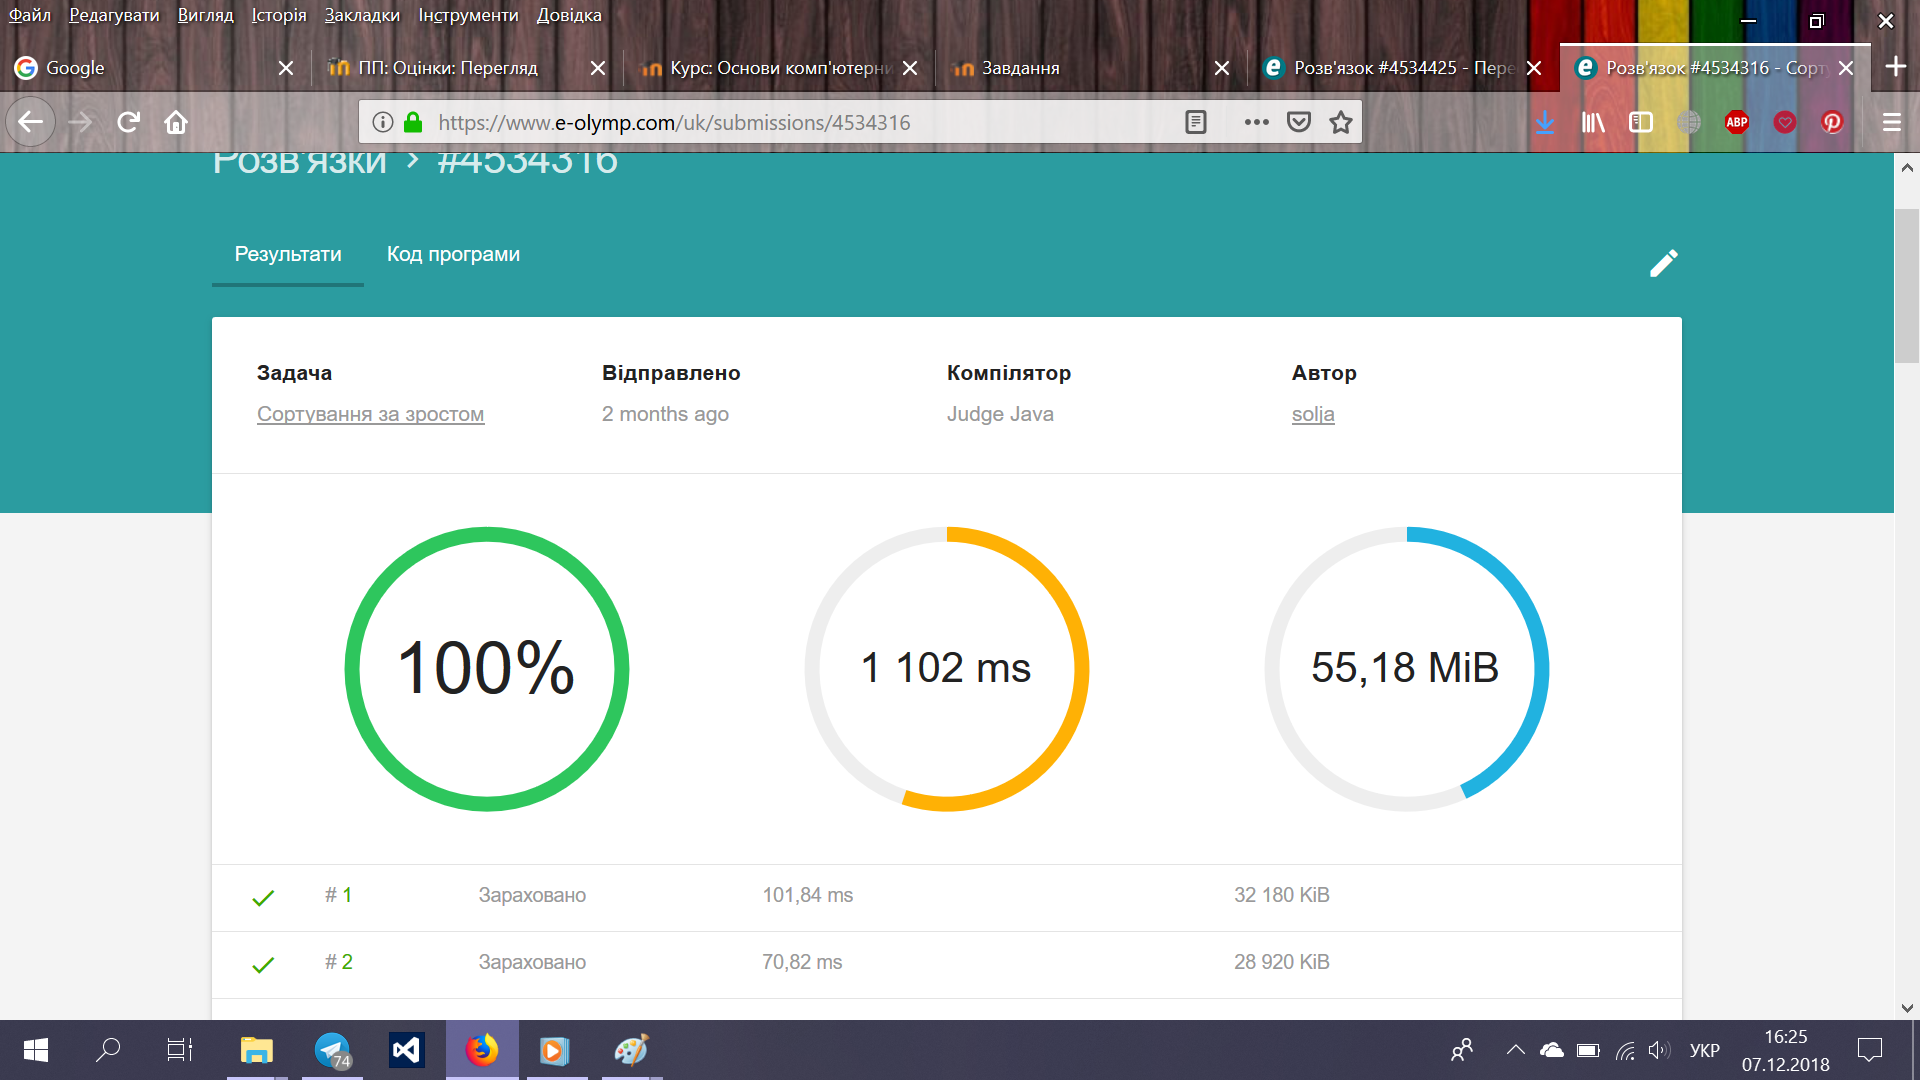 Файл Редагувати Вигляд Історія Закладки Інструменти Довідка
Google ПП: Оцінки: Перегляд Курс: Основи комп'ютерни Завдання Розв'язок #4534425 - Пере Розв'язок #4534316 - Сорту
https://www.e-olymp.com/uk/submissions/4534316
ABP
Розв'язки › #4534316
Результати Код програми
Задача Відправлено Компілятор Автор
Сортування за зростом 2 months ago Judge Java solja
100% 1 102 ms 55,18 MiB
# 1 Зараховано 101,84 ms 32 180 KiB
# 2 Зараховано 70,82 ms 28 920 KiB
74 УКР 16:25
07.12.2018